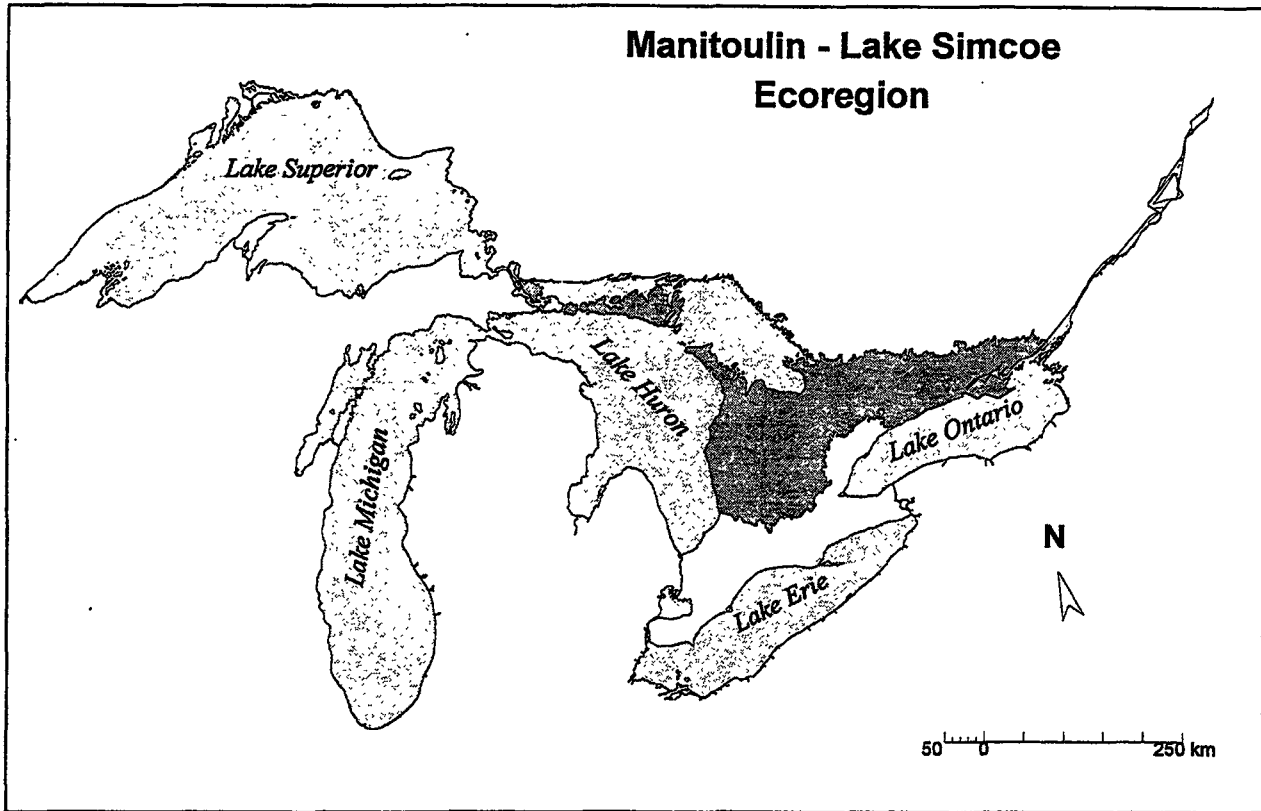 Manitoulin - Lake Simcoe
Ecoregion
Lake Superior
Lake Huron
Lake Michigan
Lake Ontario
Lake Erie
N
50 0 250 km